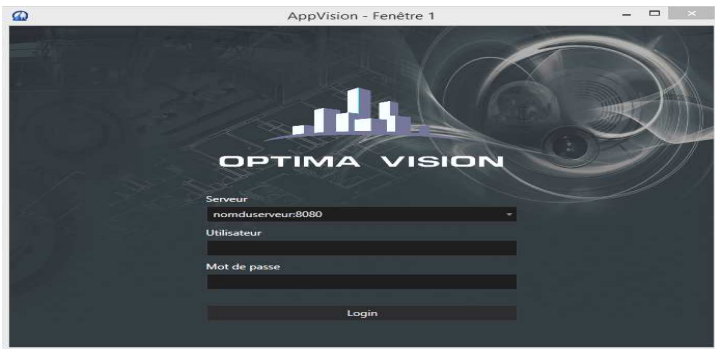 AppVision - Fenêtre 1
OPTIMA VISION
Serveur
nomduserveur:8080
Utilisateur
Mot de passe
Login